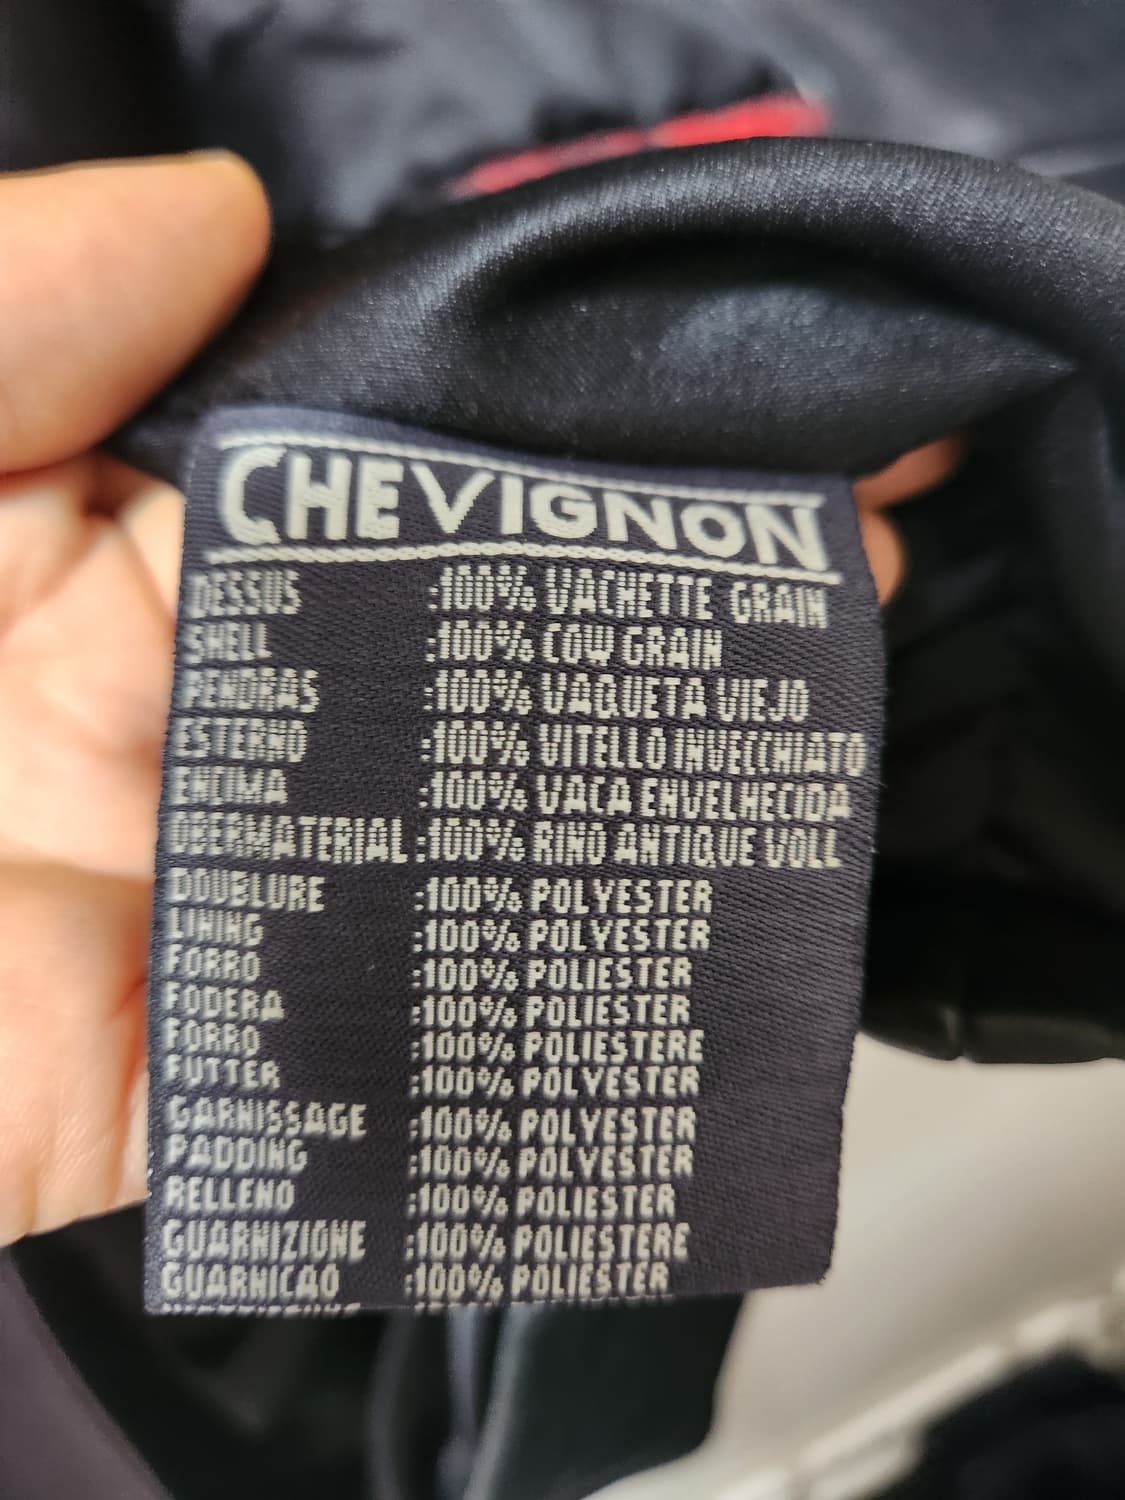 CHEVIGNON
DESSUS :100% VACHETTE GRAIN
SHELL :100% COW GRAIN
PENDRAS :100% VAQUETA VIEJO
ESTERNO :100% VITELLO INVECCHIATO
ENCIMA :100% VACA ENVELHECIDA
OBERMATERIAL :100% RIND ANTIQUE VOLL
DOUBLURE :100% POLYESTER
LINING :100% POLYESTER
FORRO :100% POLIESTER
FODERA :100% POLIESTER
FORRO :100% POLIESTERE
FUTTER :100% POLYESTER
GARNISSAGE :100% POLYESTER
PADDING :100% POLYESTER
RELLENO :100% POLIESTER
GUARNIZIONE :100% POLIESTERE
GUARNICAO :100% POLIESTER